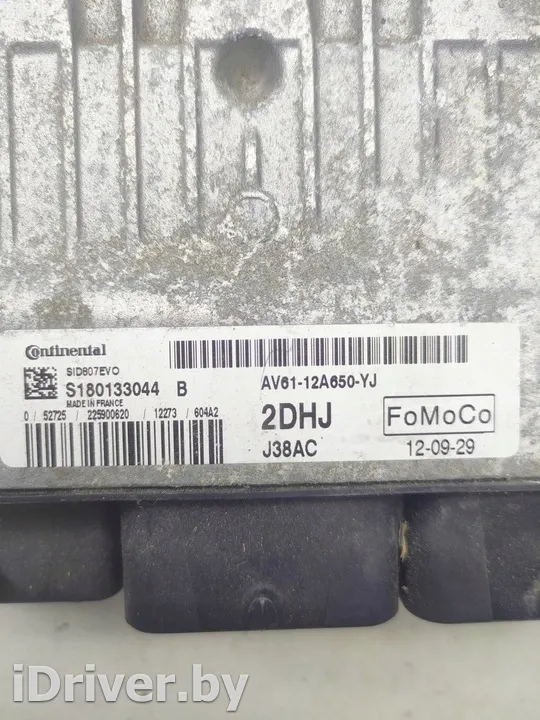 Continental
SID807EVO
S180133044 B
MADE IN FRANCE
0 / 52725 / 225900620 / 12273 / 604A2
AV61-12A650-YJ
2DHJ
FoMoCo
J38AC
12-09-29
iDriver.by